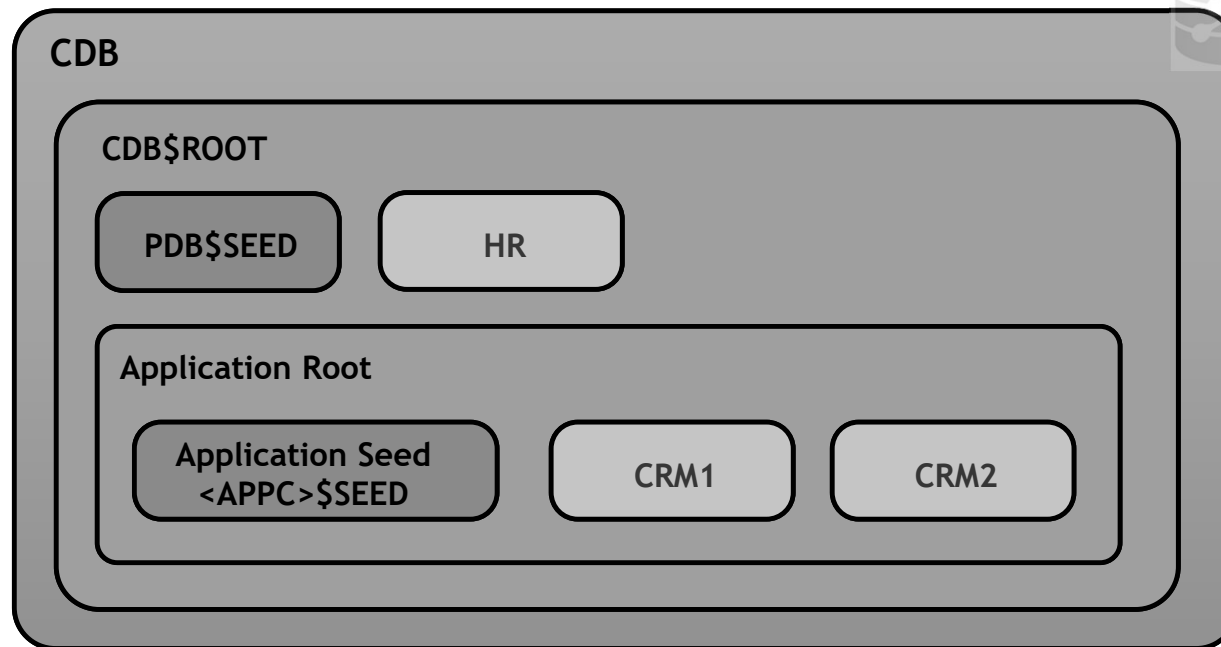 CDB
CDB$ROOT
PDB$SEED
HR
Application Root
Application Seed
<APPC>$SEED
CRM1
CRM2